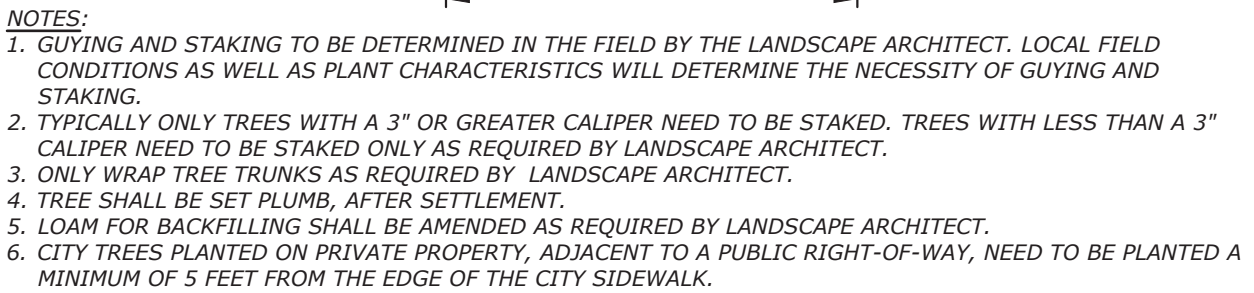 NOTES:
1. GUYING AND STAKING TO BE DETERMINED IN THE FIELD BY THE LANDSCAPE ARCHITECT. LOCAL FIELD
CONDITIONS AS WELL AS PLANT CHARACTERISTICS WILL DETERMINE THE NECESSITY OF GUYING AND
STAKING.
2. TYPICALLY ONLY TREES WITH A 3" OR GREATER CALIPER NEED TO BE STAKED. TREES WITH LESS THAN A 3"
CALIPER NEED TO BE STAKED ONLY AS REQUIRED BY LANDSCAPE ARCHITECT.
3. ONLY WRAP TREE TRUNKS AS REQUIRED BY LANDSCAPE ARCHITECT.
4. TREE SHALL BE SET PLUMB, AFTER SETTLEMENT.
5. LOAM FOR BACKFILLING SHALL BE AMENDED AS REQUIRED BY LANDSCAPE ARCHITECT.
6. CITY TREES PLANTED ON PRIVATE PROPERTY, ADJACENT TO A PUBLIC RIGHT-OF-WAY, NEED TO BE PLANTED A
MINIMUM OF 5 FEET FROM THE EDGE OF THE CITY SIDEWALK.